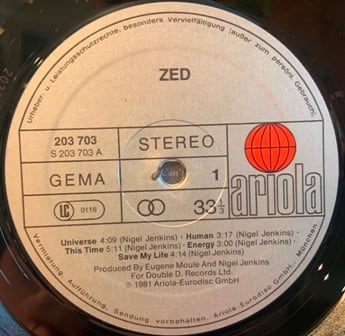 Urheber- u. Leistungsschutzrechte, besonders Vervielfältigung (außer zum persönl. Gebrauch),
ZED
203 703
S 203 703 A
STEREO
GEMA
1
LC 0116
33 1/3
ariola
Universe 4:09 (Nigel Jenkins) · Human 3:17 (Nigel Jenkins)
This Time 5:11 (Nigel Jenkins) · Energy 3:00 (Nigel Jenkins)
Save My Life 4:14 (Nigel Jenkins)
Produced By Eugene Moule And Nigel Jenkins
For Double D. Records Ltd.
℗ 1981 Ariola-Eurodisc GmbH
Vermietung, Aufführung, Sendung vorbehalten. Ariola-Eurodisc GmbH., München